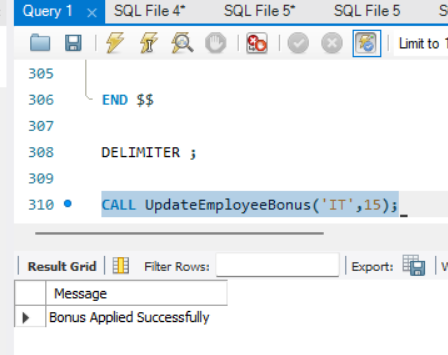 Query 1 × SQL File 4* SQL File 5* SQL File 5
Limit to
305
306 END $$
307
308 DELIMITER ;
309
310 CALL UpdateEmployeeBonus('IT',15);
Result Grid Filter Rows: Export:
Message
Bonus Applied Successfully